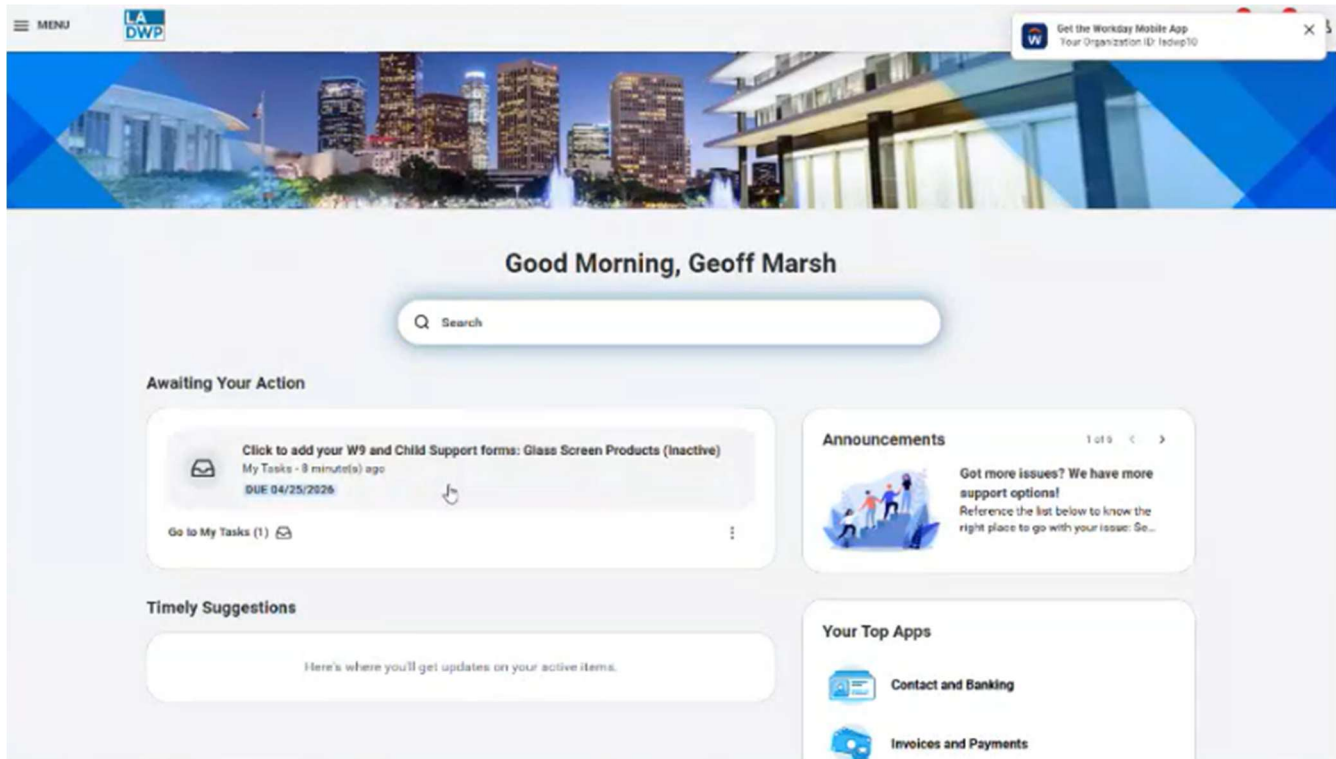 MENU
LA
DWP
Get the Workday Mobile App
Your Organization ID: ladwp10
Good Morning, Geoff Marsh
Search
Awaiting Your Action
Click to add your W9 and Child Support forms: Glass Screen Products (Inactive)
My Tasks - 8 minute(s) ago
DUE 04/25/2026
Go to My Tasks (1)
Announcements
1 of 6
Got more issues? We have more
support options!
Reference the list below to know the
right place to go with your issue: Se...
Timely Suggestions
Here's where you'll get updates on your active items.
Your Top Apps
Contact and Banking
Invoices and Payments